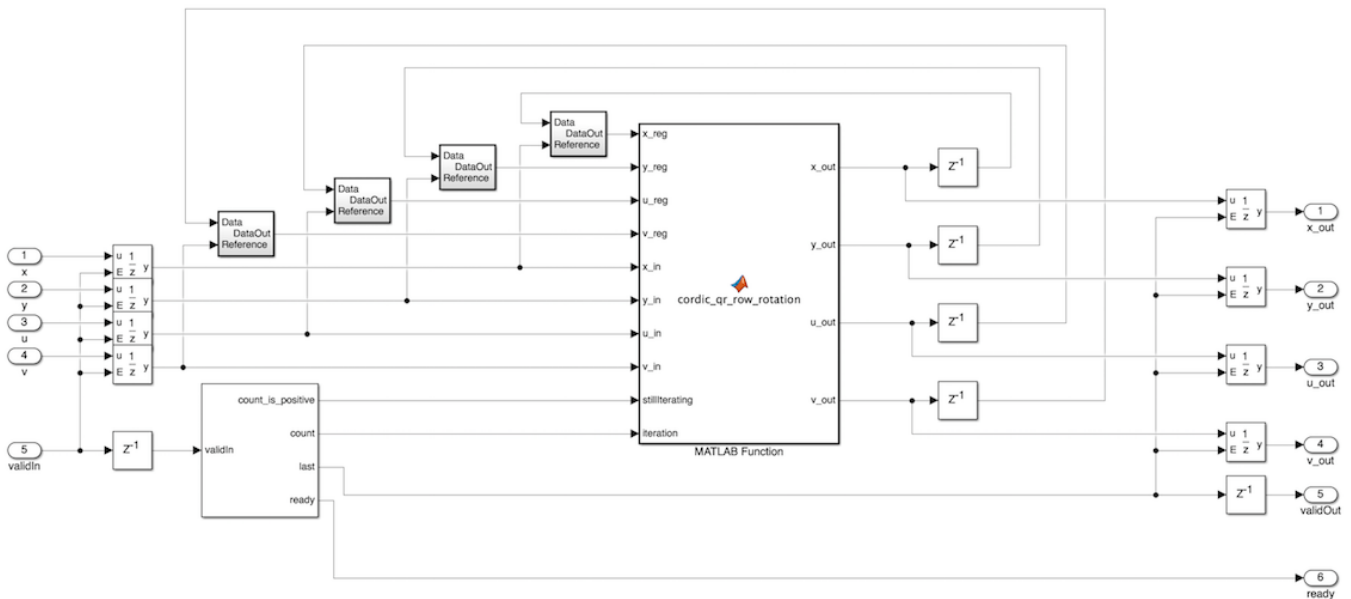 Data
DataOut
Reference
x_reg
Data
DataOut
Reference
y_reg
x_out
Z-1
Data
DataOut
Reference
u_reg
u 1 y
E z
1
x_out
Data
DataOut
Reference
v_reg
y_out
Z-1
1
x
u 1 y
E z
x_in
2
y
u 1 y
E z
y_in
cordic_qr_row_rotation
u 1 y
E z
2
y_out
3
u
u 1 y
E z
u_in
u_out
Z-1
4
v
u 1 y
E z
v_in
u 1 y
E z
3
u_out
count_is_positive
stillIterating
v_out
Z-1
count
iteration
5
validIn
Z-1
validIn
MATLAB Function
u 1 y
E z
4
v_out
last
ready
Z-1
5
validOut
6
ready